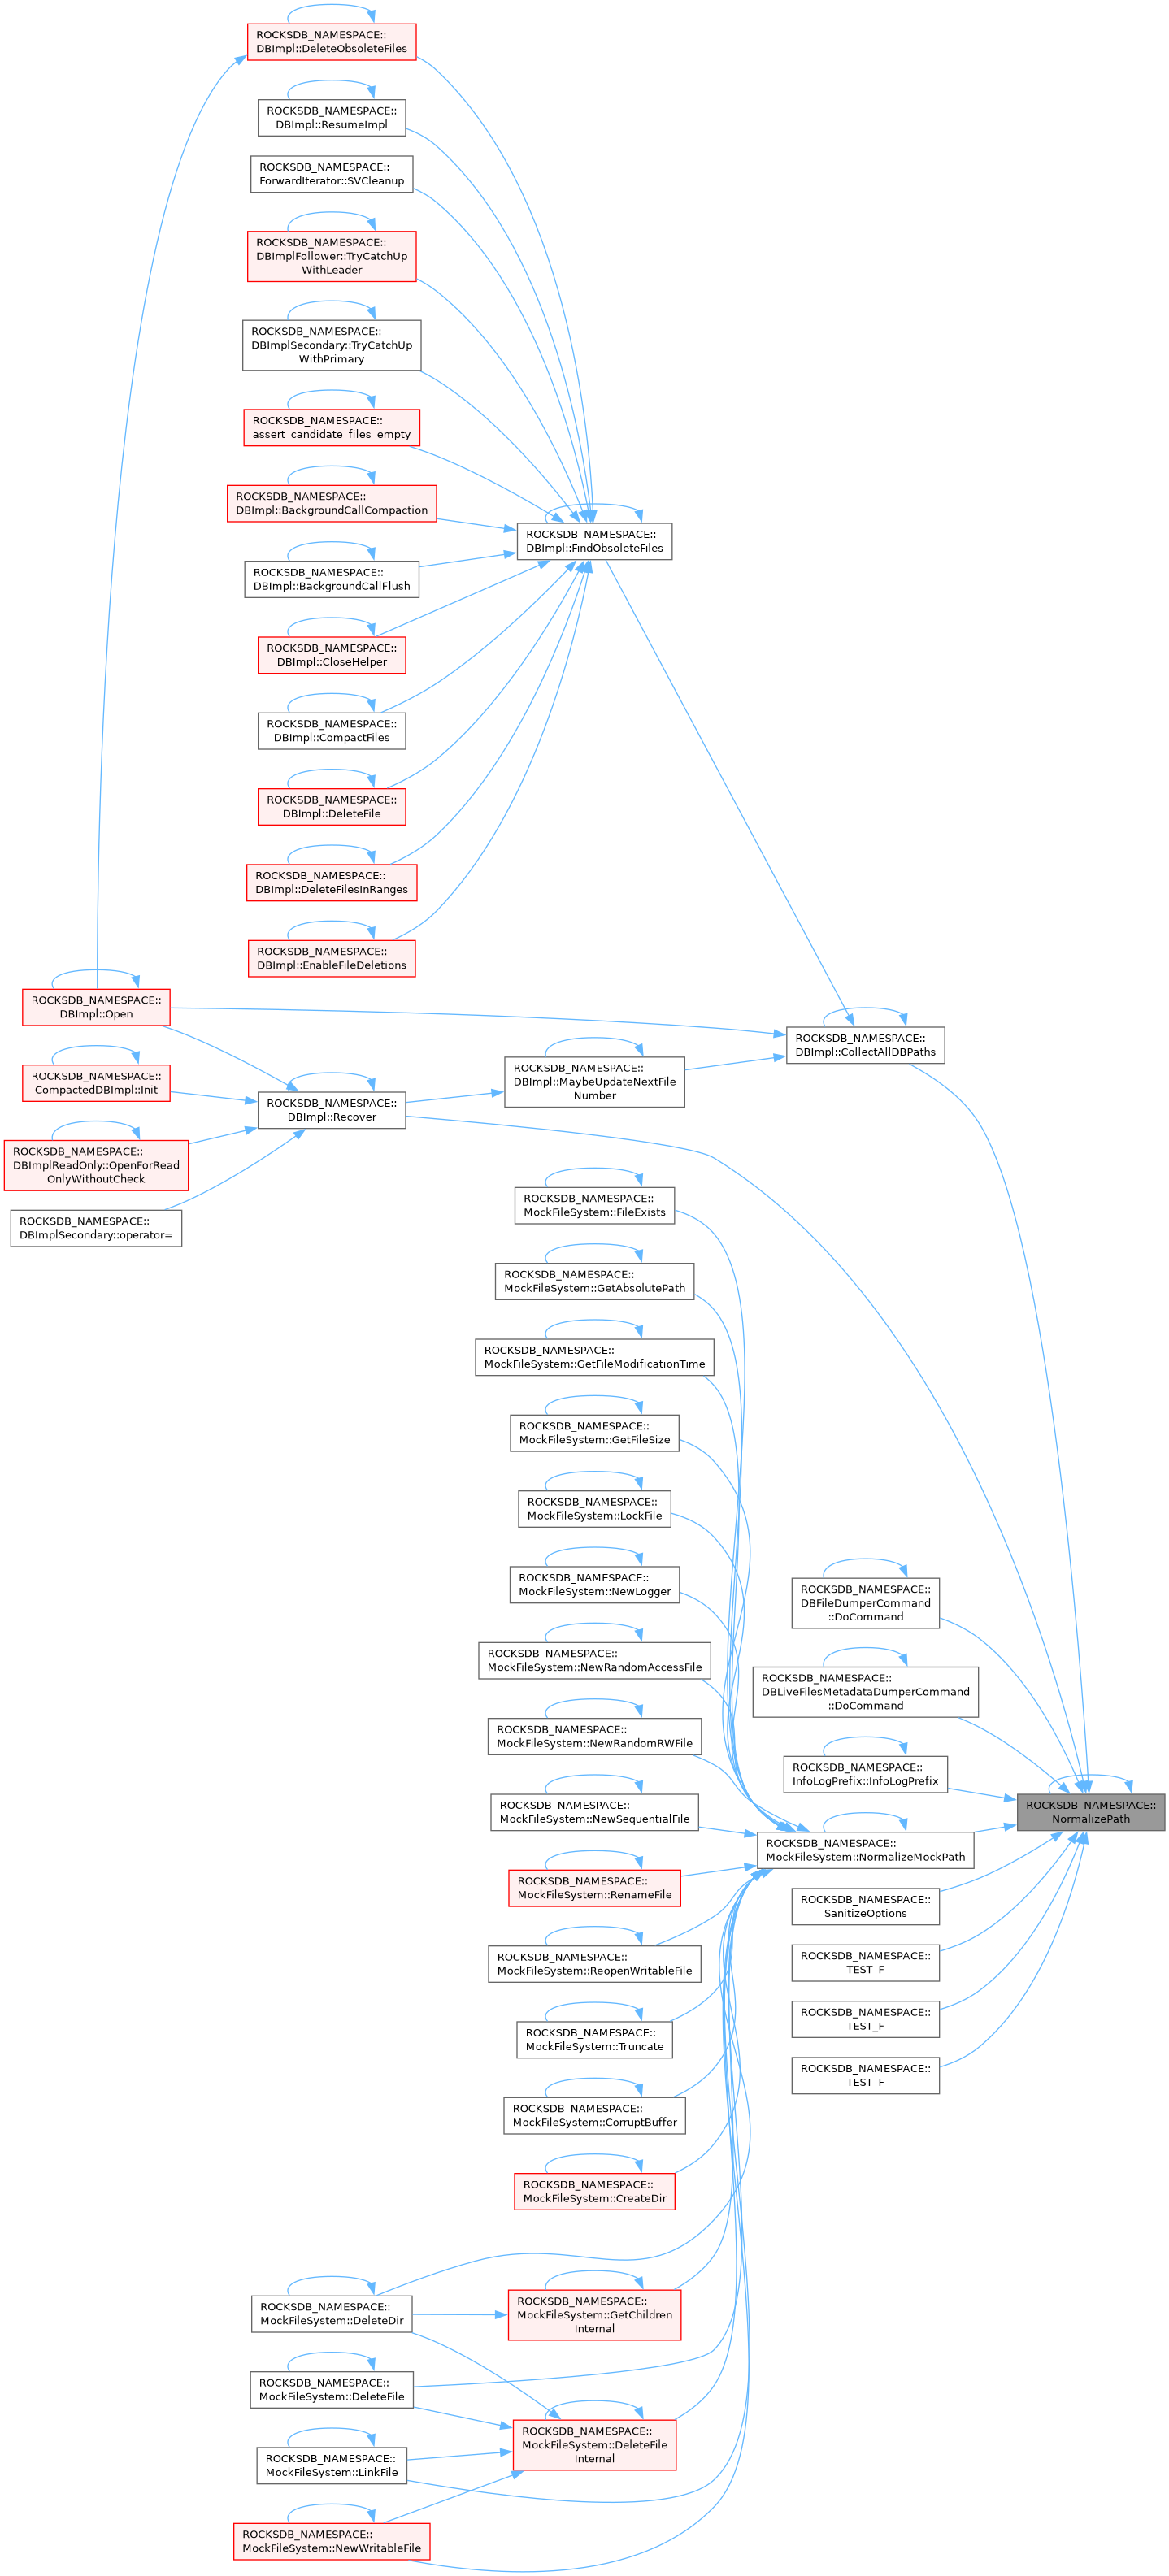 ROCKSDB_NAMESPACE::
DBImpl::DeleteObsoleteFiles
ROCKSDB_NAMESPACE::
DBImpl::ResumeImpl
ROCKSDB_NAMESPACE::
ForwardIterator::SVCleanup
ROCKSDB_NAMESPACE::
DBImplFollower::TryCatchUp
WithLeader
ROCKSDB_NAMESPACE::
DBImplSecondary::TryCatchUp
WithPrimary
ROCKSDB_NAMESPACE::
assert_candidate_files_empty
ROCKSDB_NAMESPACE::
DBImpl::BackgroundCallCompaction
ROCKSDB_NAMESPACE::
DBImpl::FindObsoleteFiles
ROCKSDB_NAMESPACE::
DBImpl::BackgroundCallFlush
ROCKSDB_NAMESPACE::
DBImpl::CloseHelper
ROCKSDB_NAMESPACE::
DBImpl::CompactFiles
ROCKSDB_NAMESPACE::
DBImpl::DeleteFile
ROCKSDB_NAMESPACE::
DBImpl::DeleteFilesInRanges
ROCKSDB_NAMESPACE::
DBImpl::EnableFileDeletions
ROCKSDB_NAMESPACE::
DBImpl::Open
ROCKSDB_NAMESPACE::
DBImpl::CollectAllDBPaths
ROCKSDB_NAMESPACE::
CompactedDBImpl::Init
ROCKSDB_NAMESPACE::
DBImpl::MaybeUpdateNextFile
Number
ROCKSDB_NAMESPACE::
DBImpl::Recover
ROCKSDB_NAMESPACE::
DBImplReadOnly::OpenForRead
OnlyWithoutCheck
ROCKSDB_NAMESPACE::
DBImplSecondary::operator=
ROCKSDB_NAMESPACE::
MockFileSystem::FileExists
ROCKSDB_NAMESPACE::
MockFileSystem::GetAbsolutePath
ROCKSDB_NAMESPACE::
MockFileSystem::GetFileModificationTime
ROCKSDB_NAMESPACE::
MockFileSystem::GetFileSize
ROCKSDB_NAMESPACE::
MockFileSystem::LockFile
ROCKSDB_NAMESPACE::
MockFileSystem::NewLogger
ROCKSDB_NAMESPACE::
DBFileDumperCommand
::DoCommand
ROCKSDB_NAMESPACE::
MockFileSystem::NewRandomAccessFile
ROCKSDB_NAMESPACE::
DBLiveFilesMetadataDumperCommand
::DoCommand
ROCKSDB_NAMESPACE::
MockFileSystem::NewRandomRWFile
ROCKSDB_NAMESPACE::
InfoLogPrefix::InfoLogPrefix
ROCKSDB_NAMESPACE::
NormalizePath
ROCKSDB_NAMESPACE::
MockFileSystem::NewSequentialFile
ROCKSDB_NAMESPACE::
MockFileSystem::NormalizeMockPath
ROCKSDB_NAMESPACE::
MockFileSystem::RenameFile
ROCKSDB_NAMESPACE::
SanitizeOptions
ROCKSDB_NAMESPACE::
MockFileSystem::ReopenWritableFile
ROCKSDB_NAMESPACE::
TEST_F
ROCKSDB_NAMESPACE::
TEST_F
ROCKSDB_NAMESPACE::
MockFileSystem::Truncate
ROCKSDB_NAMESPACE::
TEST_F
ROCKSDB_NAMESPACE::
MockFileSystem::CorruptBuffer
ROCKSDB_NAMESPACE::
MockFileSystem::CreateDir
ROCKSDB_NAMESPACE::
MockFileSystem::DeleteDir
ROCKSDB_NAMESPACE::
MockFileSystem::GetChildren
Internal
ROCKSDB_NAMESPACE::
MockFileSystem::DeleteFile
ROCKSDB_NAMESPACE::
MockFileSystem::DeleteFile
Internal
ROCKSDB_NAMESPACE::
MockFileSystem::LinkFile
ROCKSDB_NAMESPACE::
MockFileSystem::NewWritableFile